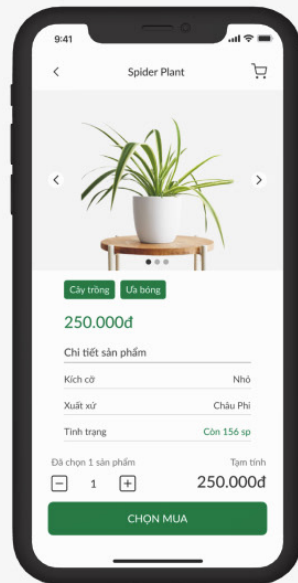 9:41
Spider Plant
Cây trồng Ưa bóng
250.000đ
Chi tiết sản phẩm
Kích cỡ Nhỏ
Xuất xứ Châu Phi
Tình trạng Còn 156 sp
Đã chọn 1 sản phẩm Tạm tính
1 250.000đ
CHỌN MUA